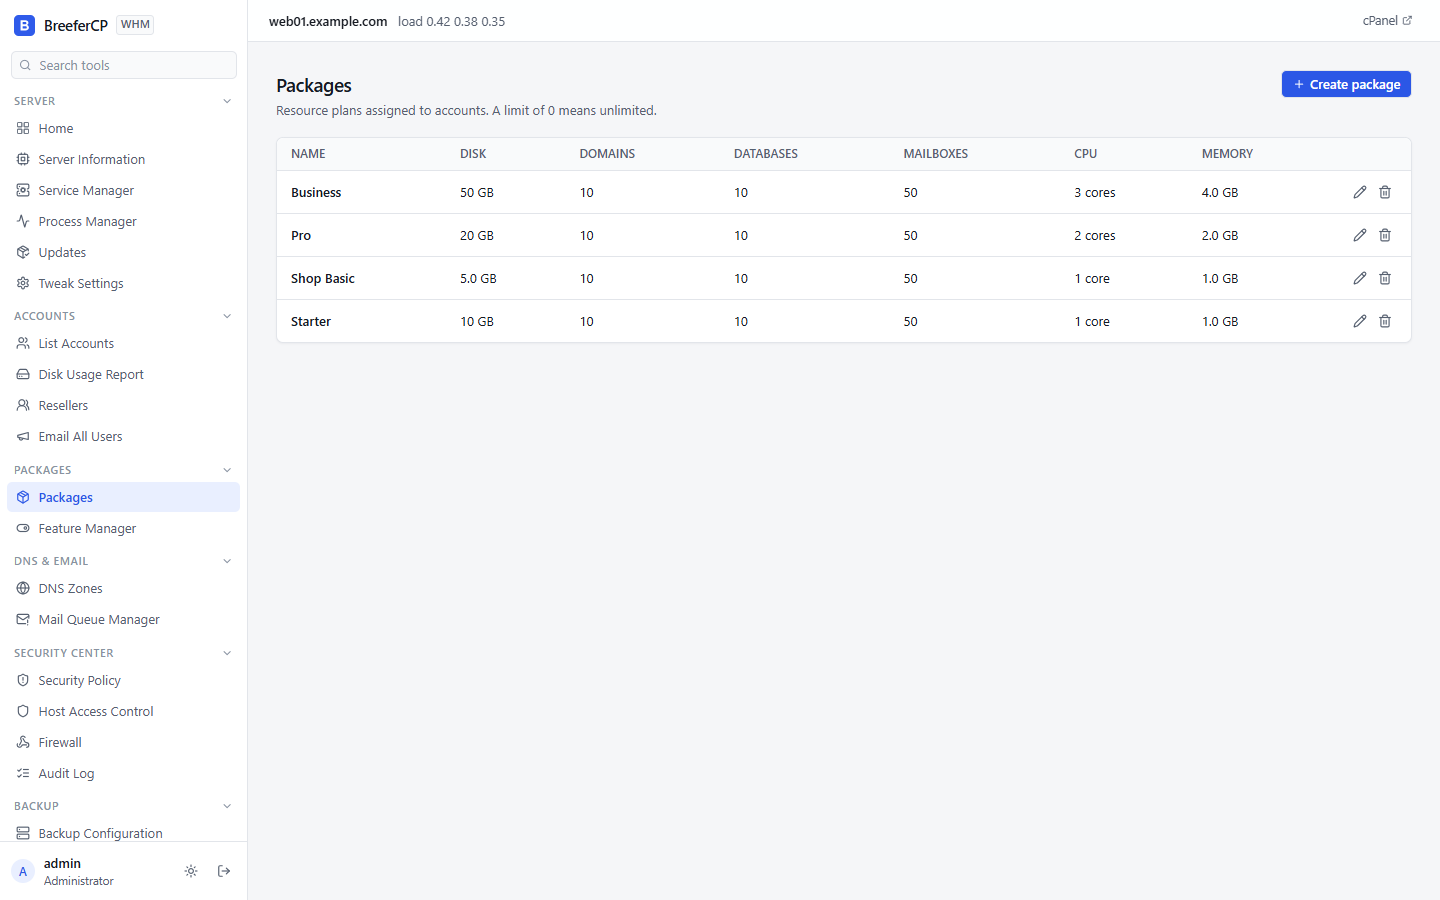 B BreeferCP WHM
web01.example.com load 0.42 0.38 0.35
cPanel
Search tools
SERVER
Home
Server Information
Service Manager
Process Manager
Updates
Tweak Settings
ACCOUNTS
List Accounts
Disk Usage Report
Resellers
Email All Users
PACKAGES
Packages
Feature Manager
DNS & EMAIL
DNS Zones
Mail Queue Manager
SECURITY CENTER
Security Policy
Host Access Control
Firewall
Audit Log
BACKUP
Backup Configuration
A admin
Administrator
Packages
Resource plans assigned to accounts. A limit of 0 means unlimited.
+ Create package
NAME DISK DOMAINS DATABASES MAILBOXES CPU MEMORY
Business 50 GB 10 10 50 3 cores 4.0 GB
Pro 20 GB 10 10 50 2 cores 2.0 GB
Shop Basic 5.0 GB 10 10 50 1 core 1.0 GB
Starter 10 GB 10 10 50 1 core 1.0 GB